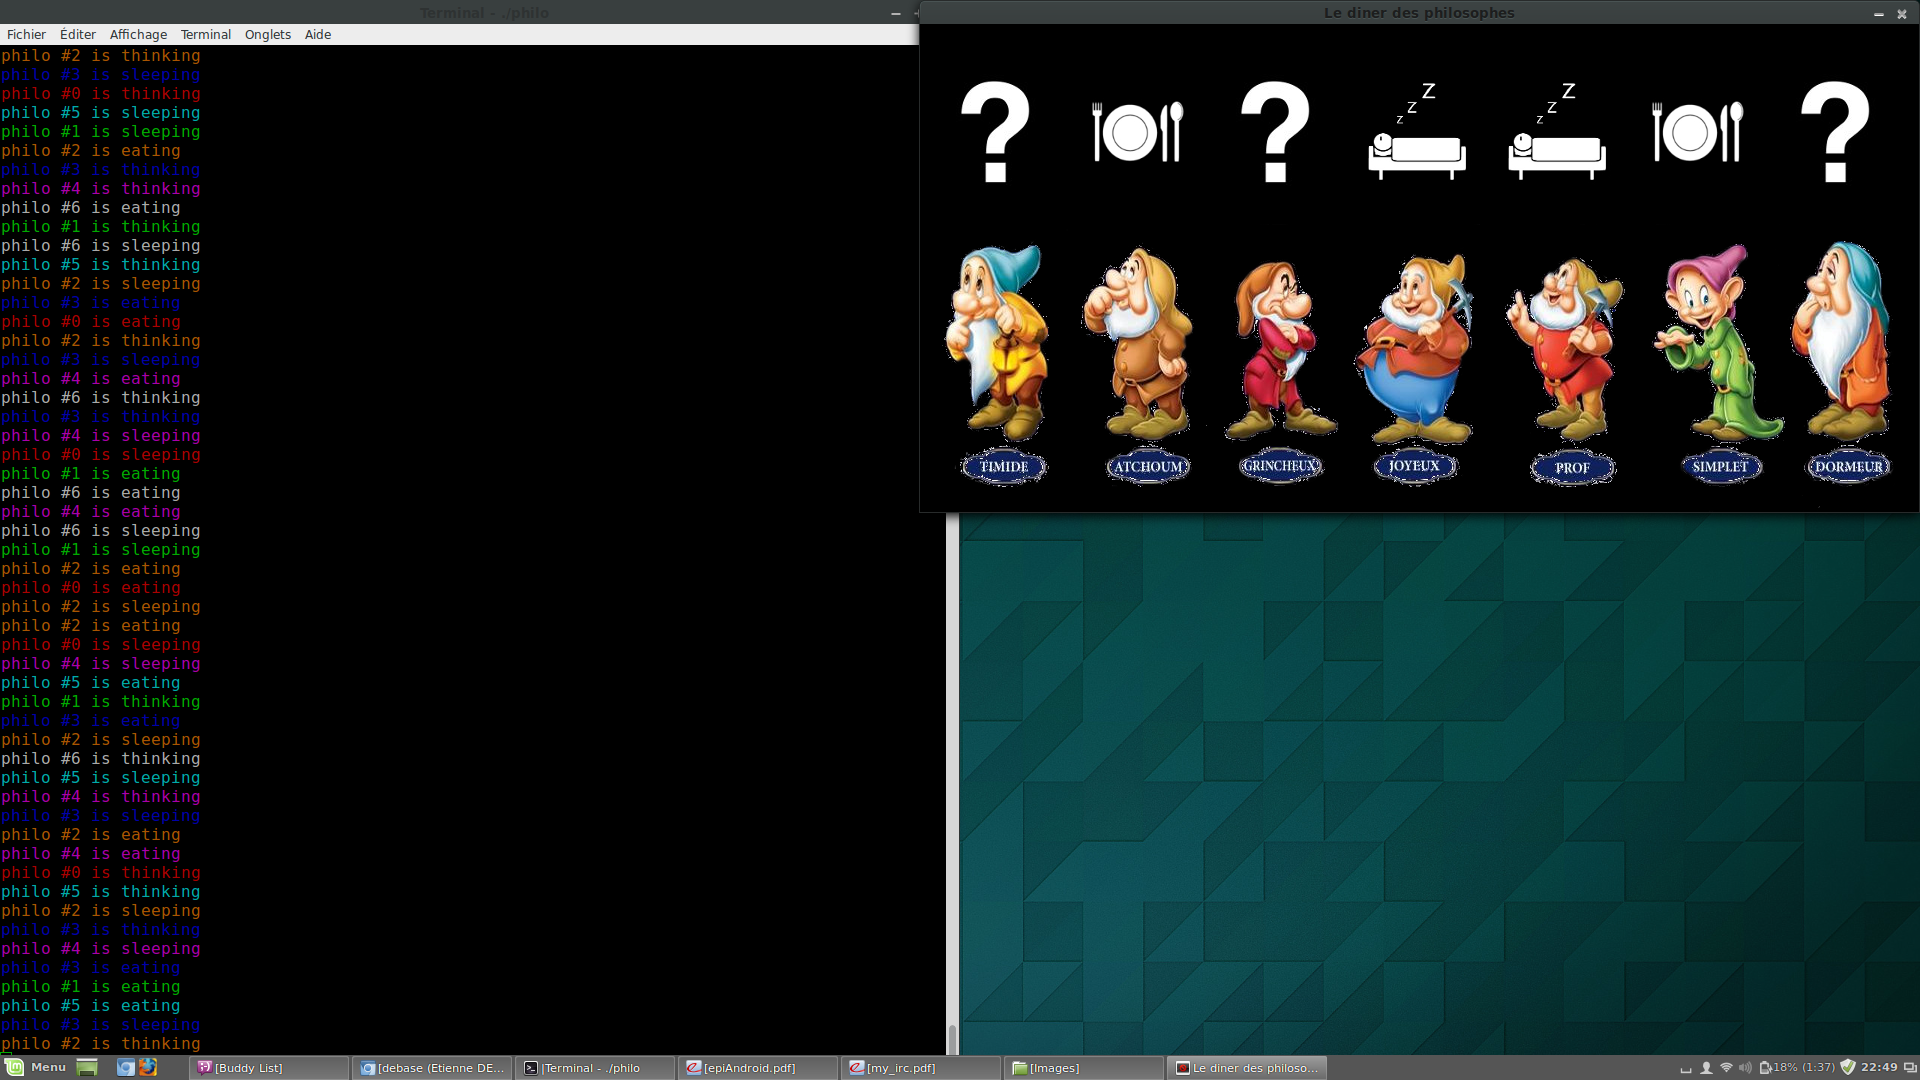 Terminal - ./philo
Fichier Éditer Affichage Terminal Onglets Aide
philo #2 is thinking
philo #3 is sleeping
philo #0 is thinking
philo #5 is sleeping
philo #1 is sleeping
philo #2 is eating
philo #3 is thinking
philo #4 is thinking
philo #6 is eating
philo #1 is thinking
philo #6 is sleeping
philo #5 is thinking
philo #2 is sleeping
philo #3 is eating
philo #0 is eating
philo #2 is thinking
philo #3 is sleeping
philo #4 is eating
philo #6 is thinking
philo #3 is thinking
philo #4 is sleeping
philo #0 is sleeping
philo #1 is eating
philo #6 is eating
philo #4 is eating
philo #6 is sleeping
philo #1 is sleeping
philo #2 is eating
philo #0 is eating
philo #2 is sleeping
philo #2 is eating
philo #0 is sleeping
philo #4 is sleeping
philo #5 is eating
philo #1 is thinking
philo #3 is eating
philo #2 is sleeping
philo #6 is thinking
philo #5 is sleeping
philo #4 is thinking
philo #3 is sleeping
philo #2 is eating
philo #4 is eating
philo #0 is thinking
philo #5 is thinking
philo #2 is sleeping
philo #3 is thinking
philo #4 is sleeping
philo #3 is eating
philo #1 is eating
philo #5 is eating
philo #3 is sleeping
philo #2 is thinking
Le diner des philosophes
? ? z z Z z z Z ?
TIMIDE ATCHOUM GRINCHEUX JOYEUX PROF SIMPLET DORMEUR
Menu [Buddy List] [debase (Etienne DE... |Terminal - ./philo [epiAndroid.pdf] [my_irc.pdf] [Images] Le diner des philoso... 18% (1:37) 22:49